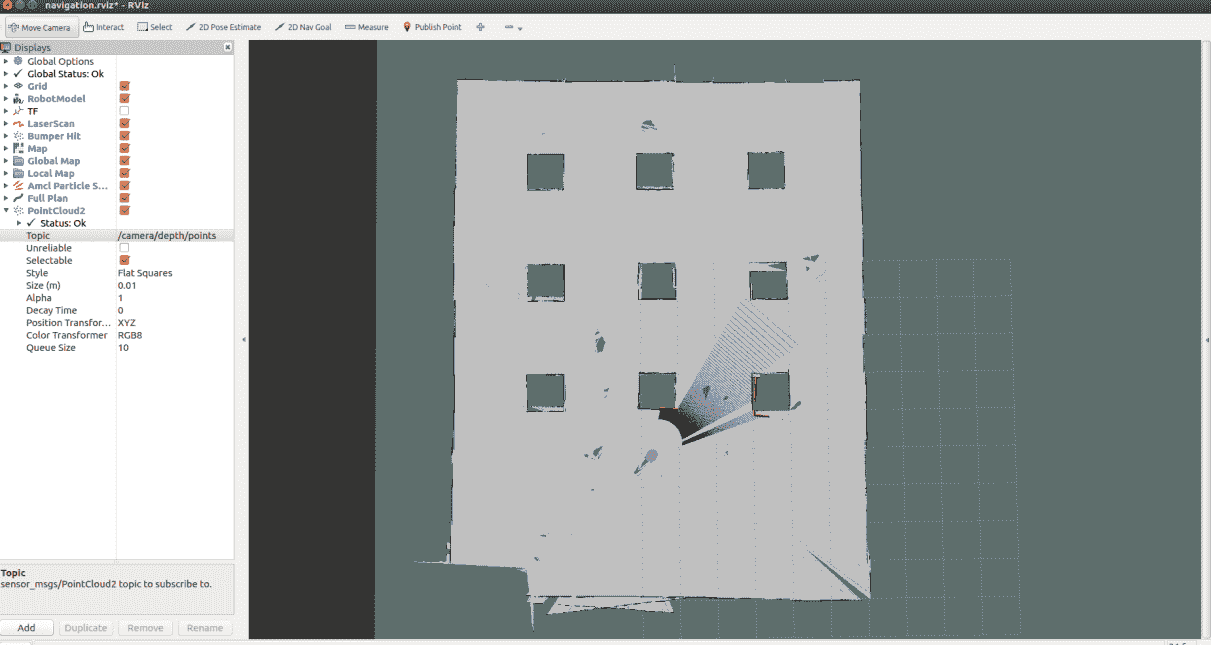 navigation.rviz* - RViz
Move Camera Interact Select 2D Pose Estimate 2D Nav Goal Measure Publish Point
Displays
Global Options
Global Status: Ok
Grid
RobotModel
TF
LaserScan
Bumper Hit
Map
Global Map
Local Map
Amcl Particle S...
Full Plan
PointCloud2
Status: Ok
Topic /camera/depth/points
Unreliable
Selectable
Style Flat Squares
Size (m) 0.01
Alpha 1
Decay Time 0
Position Transfor... XYZ
Color Transformer RGB8
Queue Size 10
Topic
sensor_msgs/PointCloud2 topic to subscribe to.
Add Duplicate Remove Rename